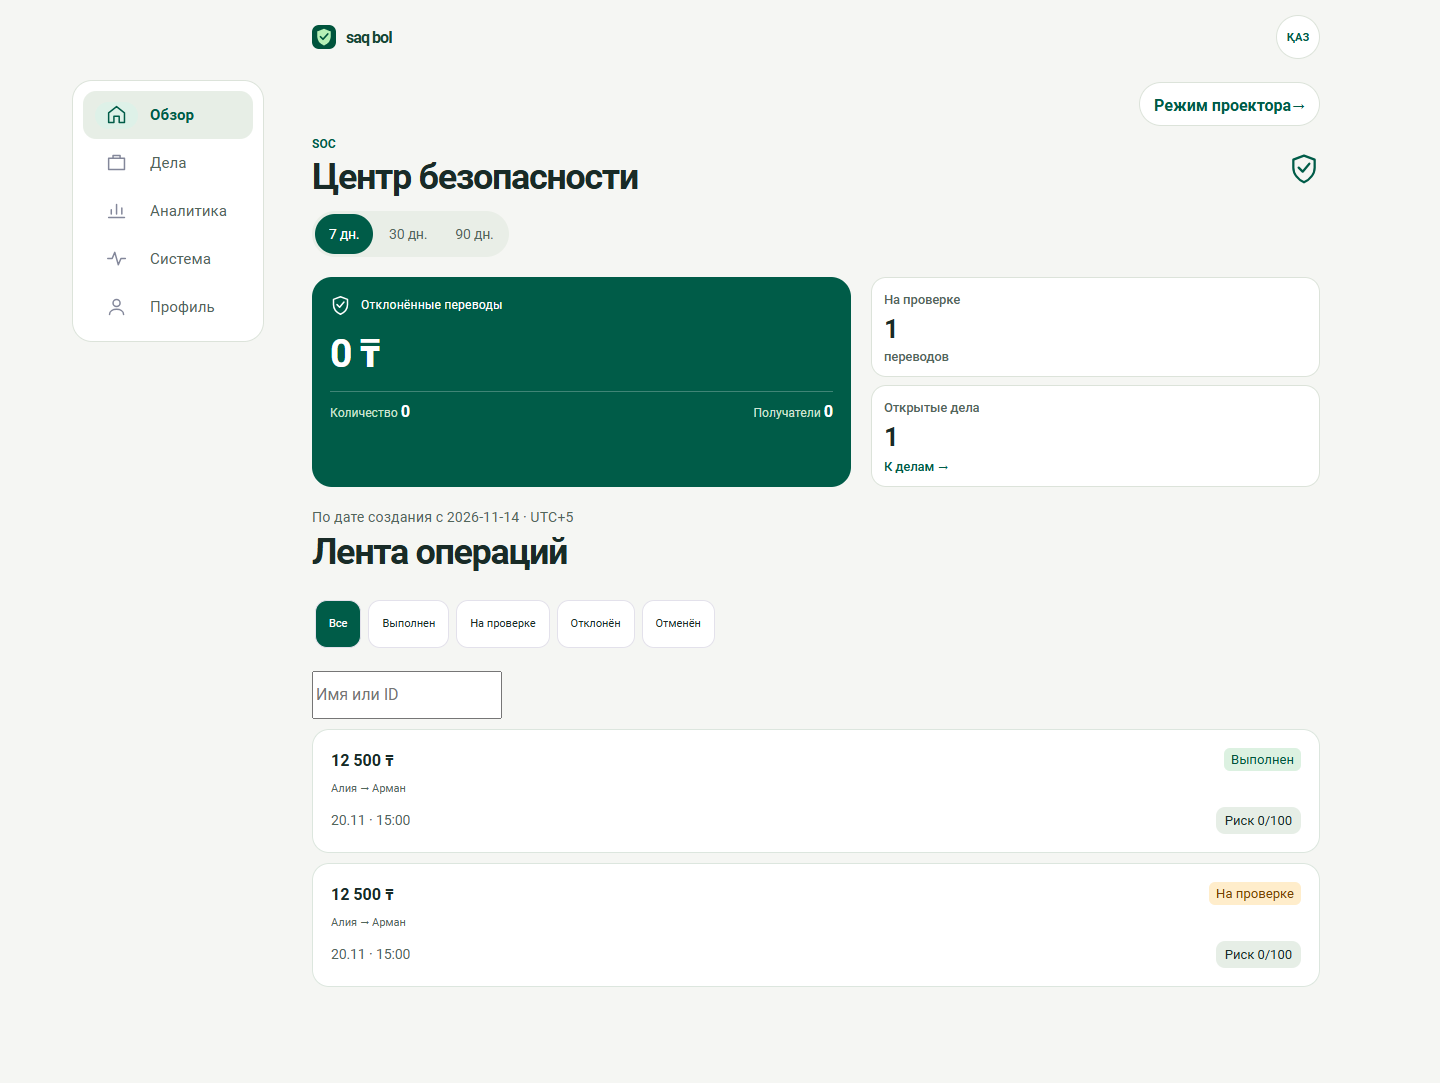 saq bol
ҚАЗ
Обзор
Дела
Аналитика
Система
Профиль
Режим проектора→
SOC
Центр безопасности
7 дн.
30 дн.
90 дн.
Отклонённые переводы
0 ₸
Количество 0
Получатели 0
На проверке
1
переводов
Открытые дела
1
К делам →
По дате создания с 2026-11-14 · UTC+5
Лента операций
Все
Выполнен
На проверке
Отклонён
Отменён
Имя или ID
12 500 ₸
Выполнен
Алия → Арман
20.11 · 15:00
Риск 0/100
12 500 ₸
На проверке
Алия → Арман
20.11 · 15:00
Риск 0/100